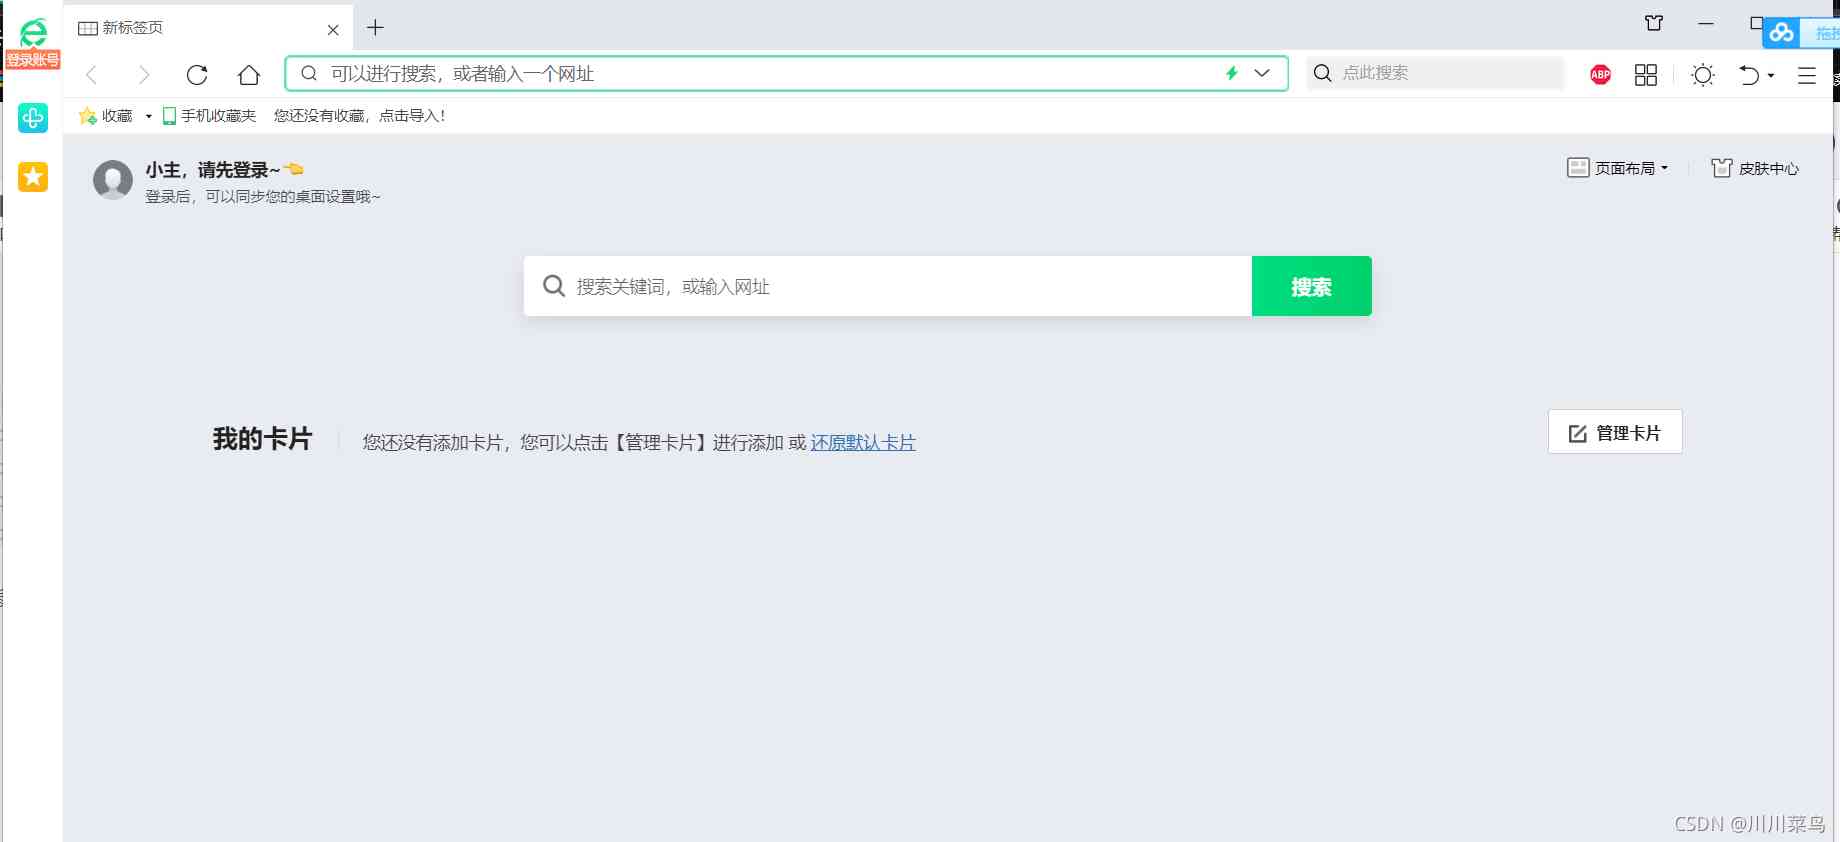 新标签页
登录账号
拖拽
可以进行搜索，或者输入一个网址
点此搜索
ABP
收藏
手机收藏夹
您还没有收藏，点击导入！
小主，请先登录~
登录后，可以同步您的桌面设置哦~
页面布局
皮肤中心
搜索关键词，或输入网址
搜索
我的卡片
您还没有添加卡片，您可以点击【管理卡片】进行添加 或 还原默认卡片
管理卡片
CSDN @川川菜鸟